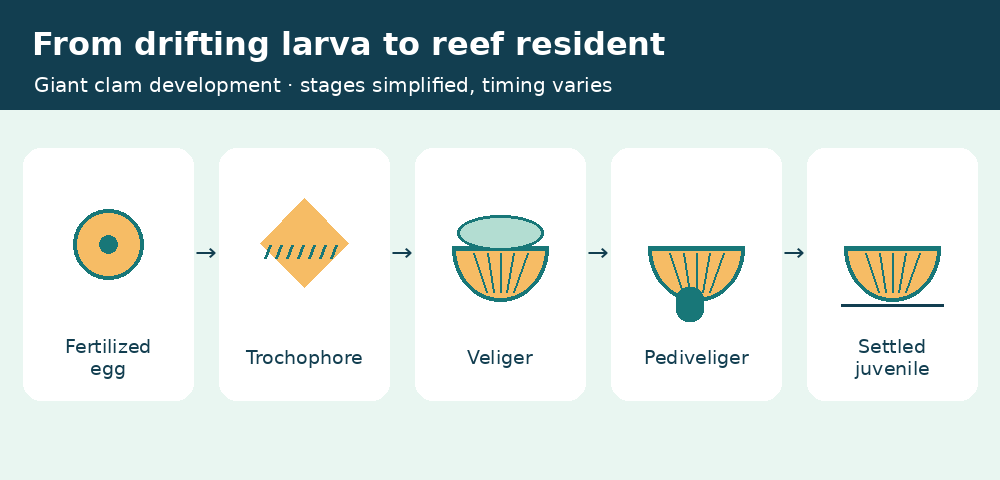 From drifting larva to reef resident
Giant clam development · stages simplified, timing varies
Fertilized
egg
→
Trochophore
→
Veliger
→
Pediveliger
→
Settled
juvenile